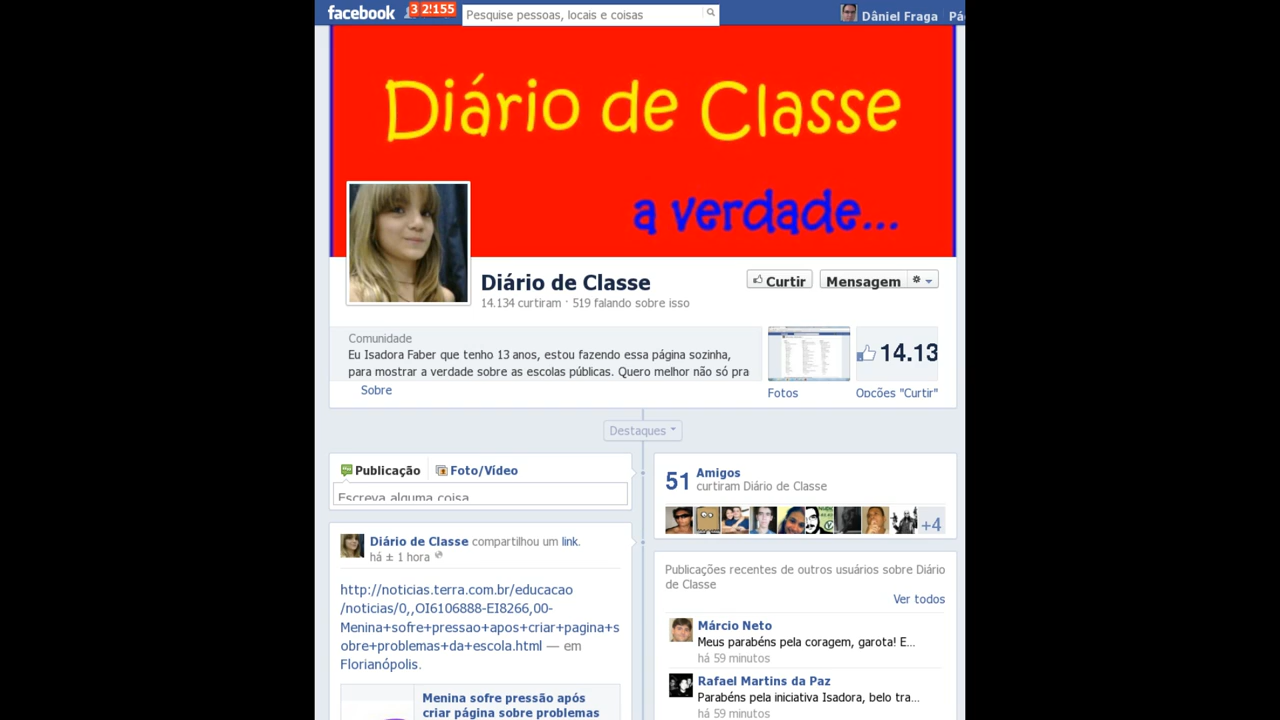 facebook
3 2!155
Pesquise pessoas, locais e coisas
Dâniel Fraga
Diário de Classe
a verdade...
Diário de Classe
14.134 curtiram · 519 falando sobre isso
Curtir
Mensagem
Comunidade
Eu Isadora Faber que tenho 13 anos, estou fazendo essa página sozinha,
para mostrar a verdade sobre as escolas públicas. Quero melhor não só pra
Sobre
Fotos
14.13
Opções "Curtir"
Destaques
Publicação
Foto/Vídeo
Escreva alguma coisa
Diário de Classe compartilhou um link.
há ± 1 hora
http://noticias.terra.com.br/educacao
/noticias/0,,OI6106888-EI8266,00-
Menina+sofre+pressao+apos+criar+pagina+s
obre+problemas+da+escola.html — em
Florianópolis.
Menina sofre pressão após
criar página sobre problemas
51
Amigos
curtiram Diário de Classe
+4
Publicações recentes de outros usuários sobre Diário
de Classe
Ver todos
Márcio Neto
Meus parabéns pela coragem, garota! E...
há 59 minutos
Rafael Martins da Paz
Parabéns pela iniciativa Isadora, belo tra...
há 59 minutos